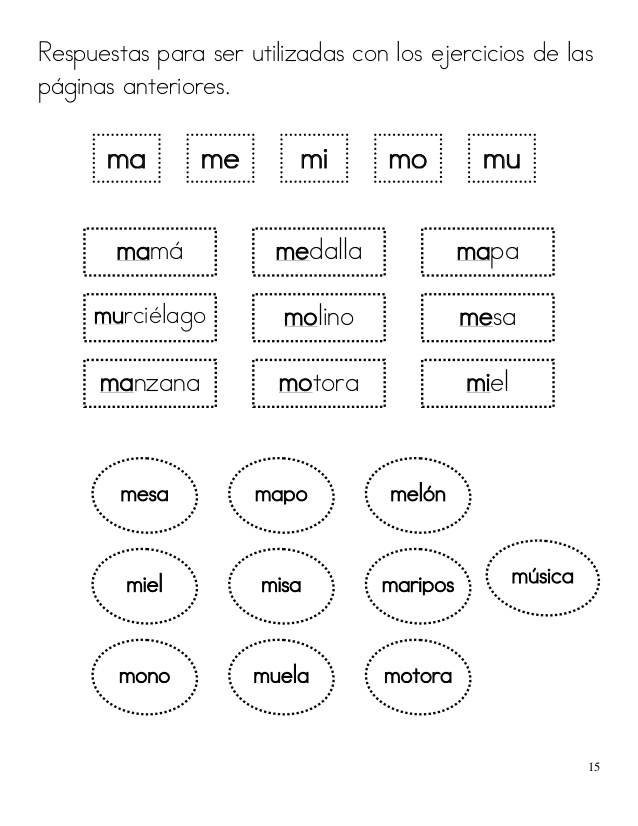 Respuestas para ser utilizadas con los ejercicios de las
páginas anteriores.
ma me mi mo mu
mamá medalla mapa
murciélago molino mesa
manzana motora miel
mesa mapo melón
miel misa maripos música
mono muela motora
15